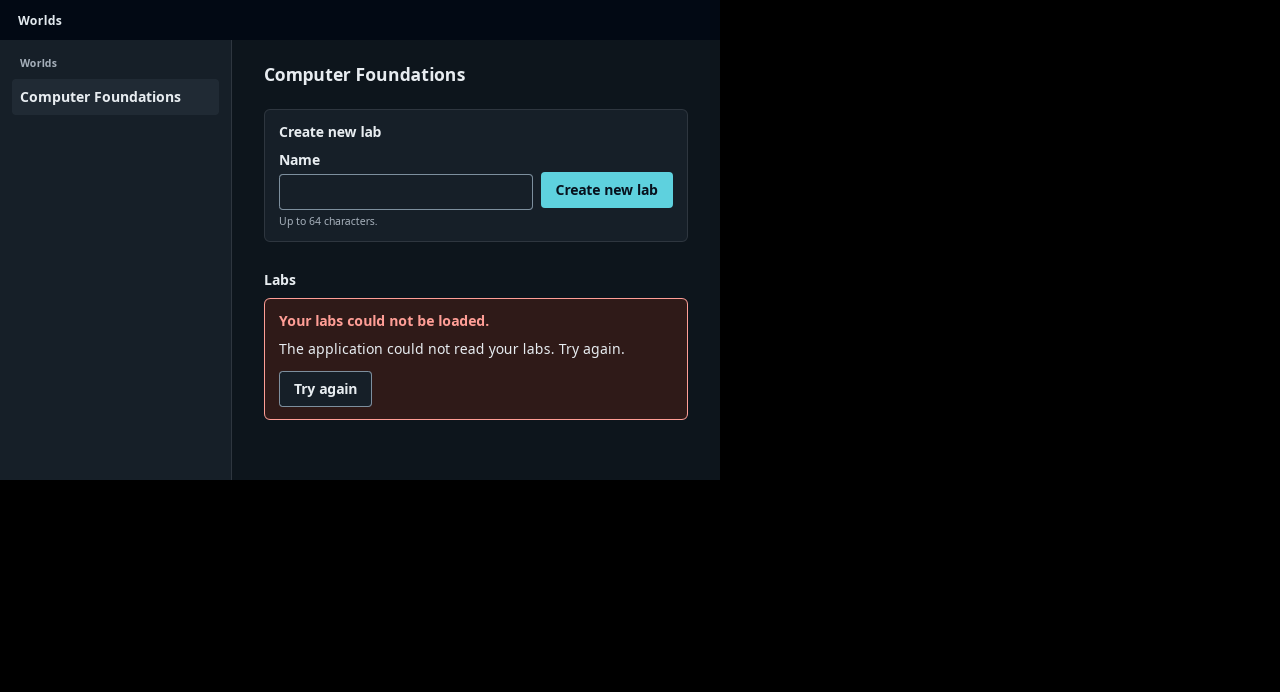 Worlds
Worlds
Computer Foundations
Computer Foundations
Create new lab
Name
Create new lab
Up to 64 characters.
Labs
Your labs could not be loaded.
The application could not read your labs. Try again.
Try again